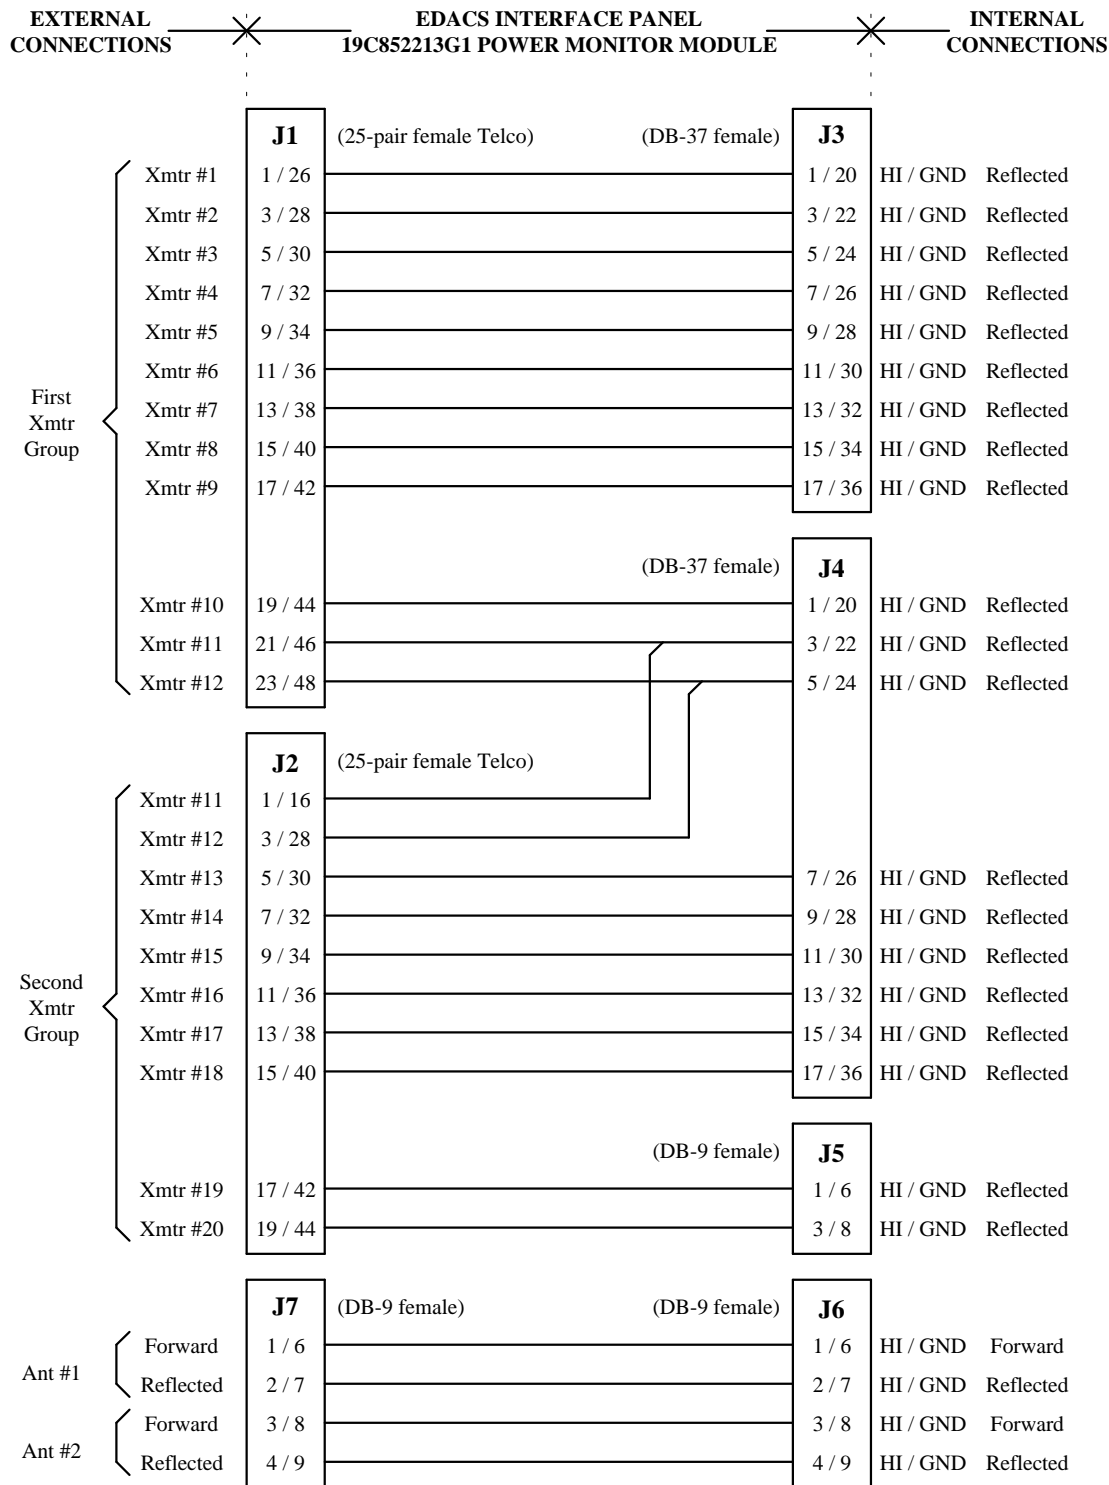 EXTERNAL CONNECTIONS EDACS INTERFACE PANEL 19C852213G1 POWER MONITOR MODULE INTERNAL CONNECTIONS
J1 (25-pair female Telco) (DB-37 female) J3
Xmtr #1 1 / 26 1 / 20 HI / GND Reflected
Xmtr #2 3 / 28 3 / 22 HI / GND Reflected
Xmtr #3 5 / 30 5 / 24 HI / GND Reflected
Xmtr #4 7 / 32 7 / 26 HI / GND Reflected
Xmtr #5 9 / 34 9 / 28 HI / GND Reflected
Xmtr #6 11 / 36 11 / 30 HI / GND Reflected
First Xmtr Group
Xmtr #7 13 / 38 13 / 32 HI / GND Reflected
Xmtr #8 15 / 40 15 / 34 HI / GND Reflected
Xmtr #9 17 / 42 17 / 36 HI / GND Reflected
(DB-37 female) J4
Xmtr #10 19 / 44 1 / 20 HI / GND Reflected
Xmtr #11 21 / 46 3 / 22 HI / GND Reflected
Xmtr #12 23 / 48 5 / 24 HI / GND Reflected
J2 (25-pair female Telco)
Xmtr #11 1 / 16
Xmtr #12 3 / 28
Xmtr #13 5 / 30 7 / 26 HI / GND Reflected
Xmtr #14 7 / 32 9 / 28 HI / GND Reflected
Xmtr #15 9 / 34 11 / 30 HI / GND Reflected
Second Xmtr Group
Xmtr #16 11 / 36 13 / 32 HI / GND Reflected
Xmtr #17 13 / 38 15 / 34 HI / GND Reflected
Xmtr #18 15 / 40 17 / 36 HI / GND Reflected
(DB-9 female) J5
Xmtr #19 17 / 42 1 / 6 HI / GND Reflected
Xmtr #20 19 / 44 3 / 8 HI / GND Reflected
J7 (DB-9 female) (DB-9 female) J6
Ant #1
Forward 1 / 6 1 / 6 HI / GND Forward
Reflected 2 / 7 2 / 7 HI / GND Reflected
Ant #2
Forward 3 / 8 3 / 8 HI / GND Forward
Reflected 4 / 9 4 / 9 HI / GND Reflected